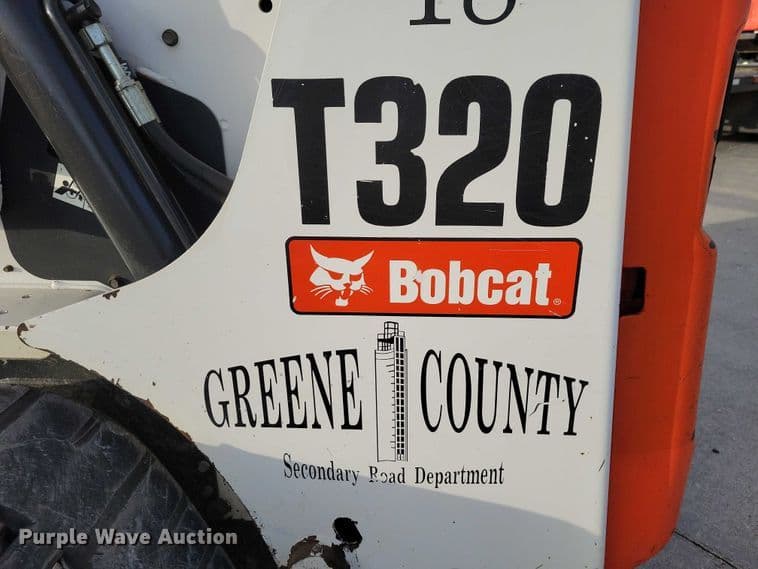 T320
Bobcat®
GREENE COUNTY
Secondary Road Department
Purple Wave Auction